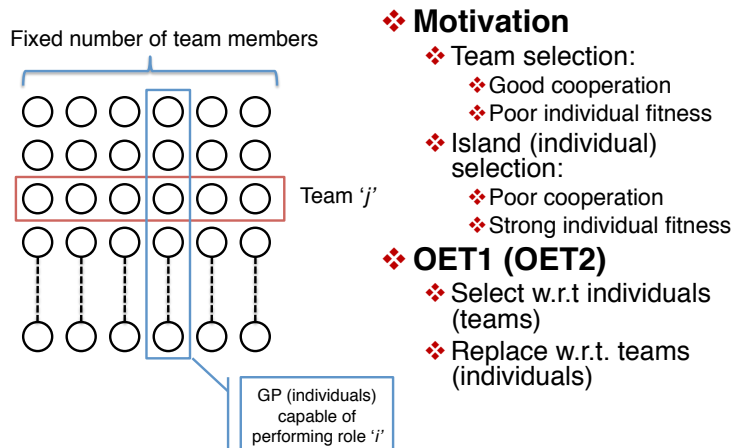 Fixed number of team members
Team ‘j’
GP (individuals)
capable of
performing role ‘i’
❖ Motivation
❖ Team selection:
❖ Good cooperation
❖ Poor individual fitness
❖ Island (individual)
selection:
❖ Poor cooperation
❖ Strong individual fitness
❖ OET1 (OET2)
❖ Select w.r.t individuals
(teams)
❖ Replace w.r.t. teams
(individuals)